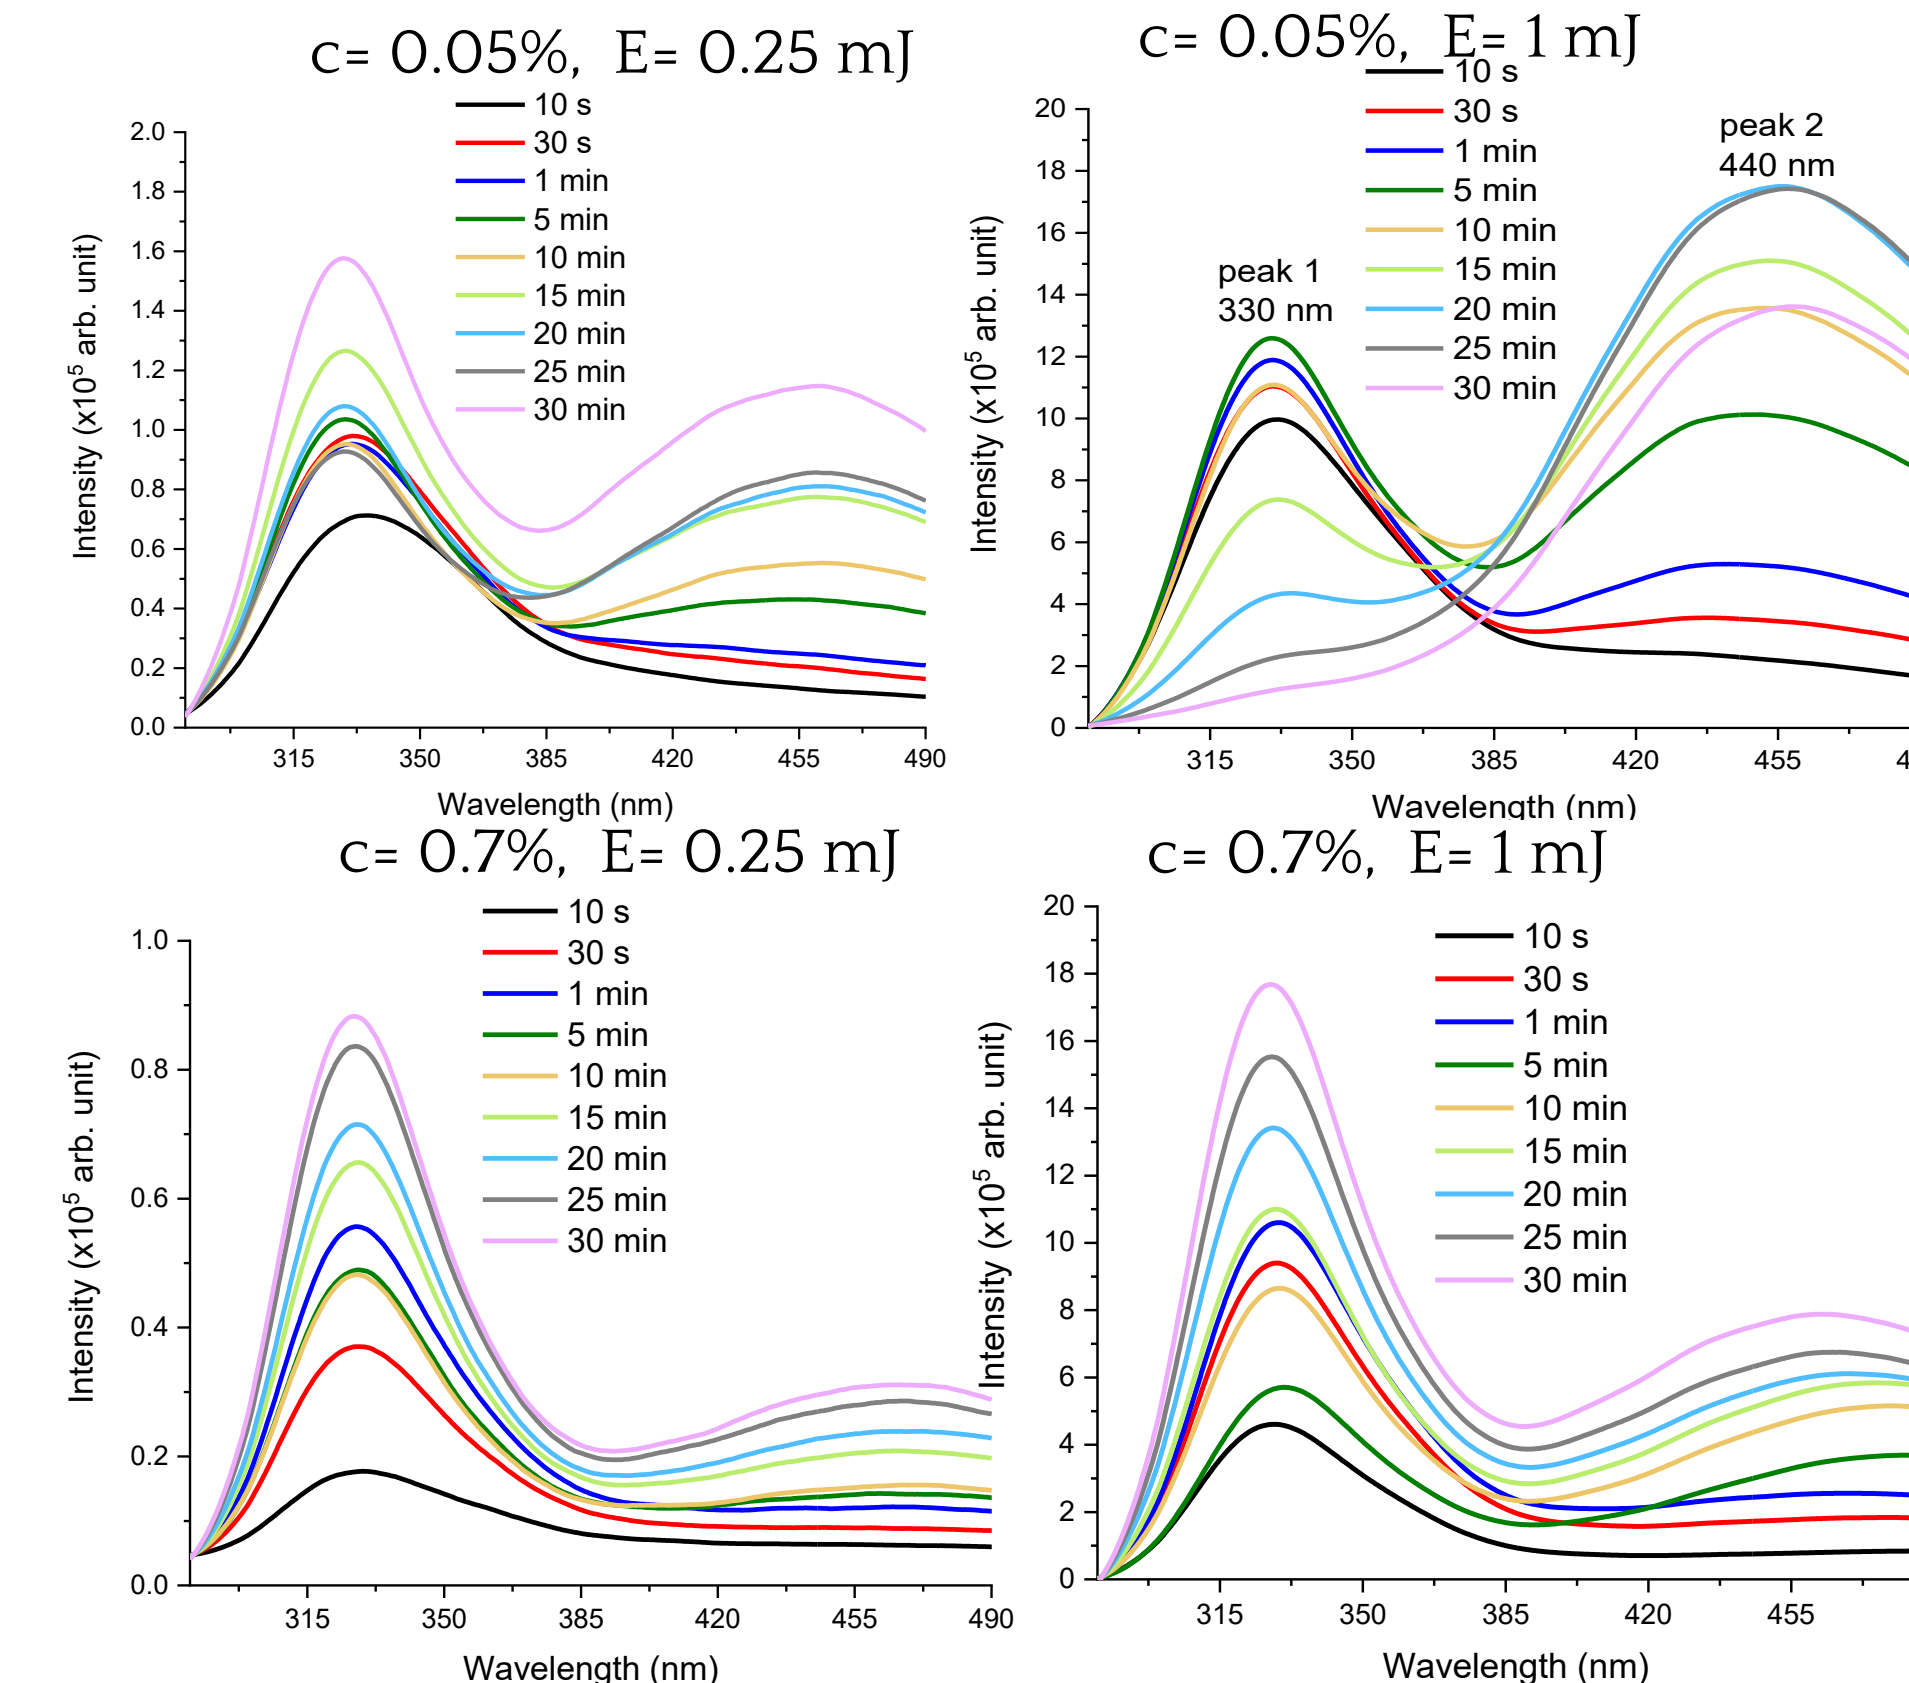 c= 0.05%, E= 0.25 mJ
10 s
30 s
1 min
5 min
10 min
15 min
20 min
25 min
30 min
2.0
1.8
1.6
1.4
1.2
1.0
0.8
0.6
0.4
0.2
0.0
Intensity (x10⁵ arb. unit)
315 350 385 420 455 490
Wavelength (nm)
c= 0.05%, E= 1 mJ
10 s
30 s
1 min
5 min
10 min
15 min
20 min
25 min
30 min
peak 1
330 nm
peak 2
440 nm
20
18
16
14
12
10
8
6
4
2
0
Intensity (x10⁵ arb. unit)
315 350 385 420 455 4
Wavelength (nm)
c= 0.7%, E= 0.25 mJ
10 s
30 s
1 min
5 min
10 min
15 min
20 min
25 min
30 min
1.0
0.8
0.6
0.4
0.2
0.0
Intensity (x10⁵ arb. unit)
315 350 385 420 455 490
Wavelength (nm)
c= 0.7%, E= 1 mJ
10 s
30 s
1 min
5 min
10 min
15 min
20 min
25 min
30 min
20
18
16
14
12
10
8
6
4
2
0
Intensity (x10⁵ arb. unit)
315 350 385 420 455
Wavelength (nm)